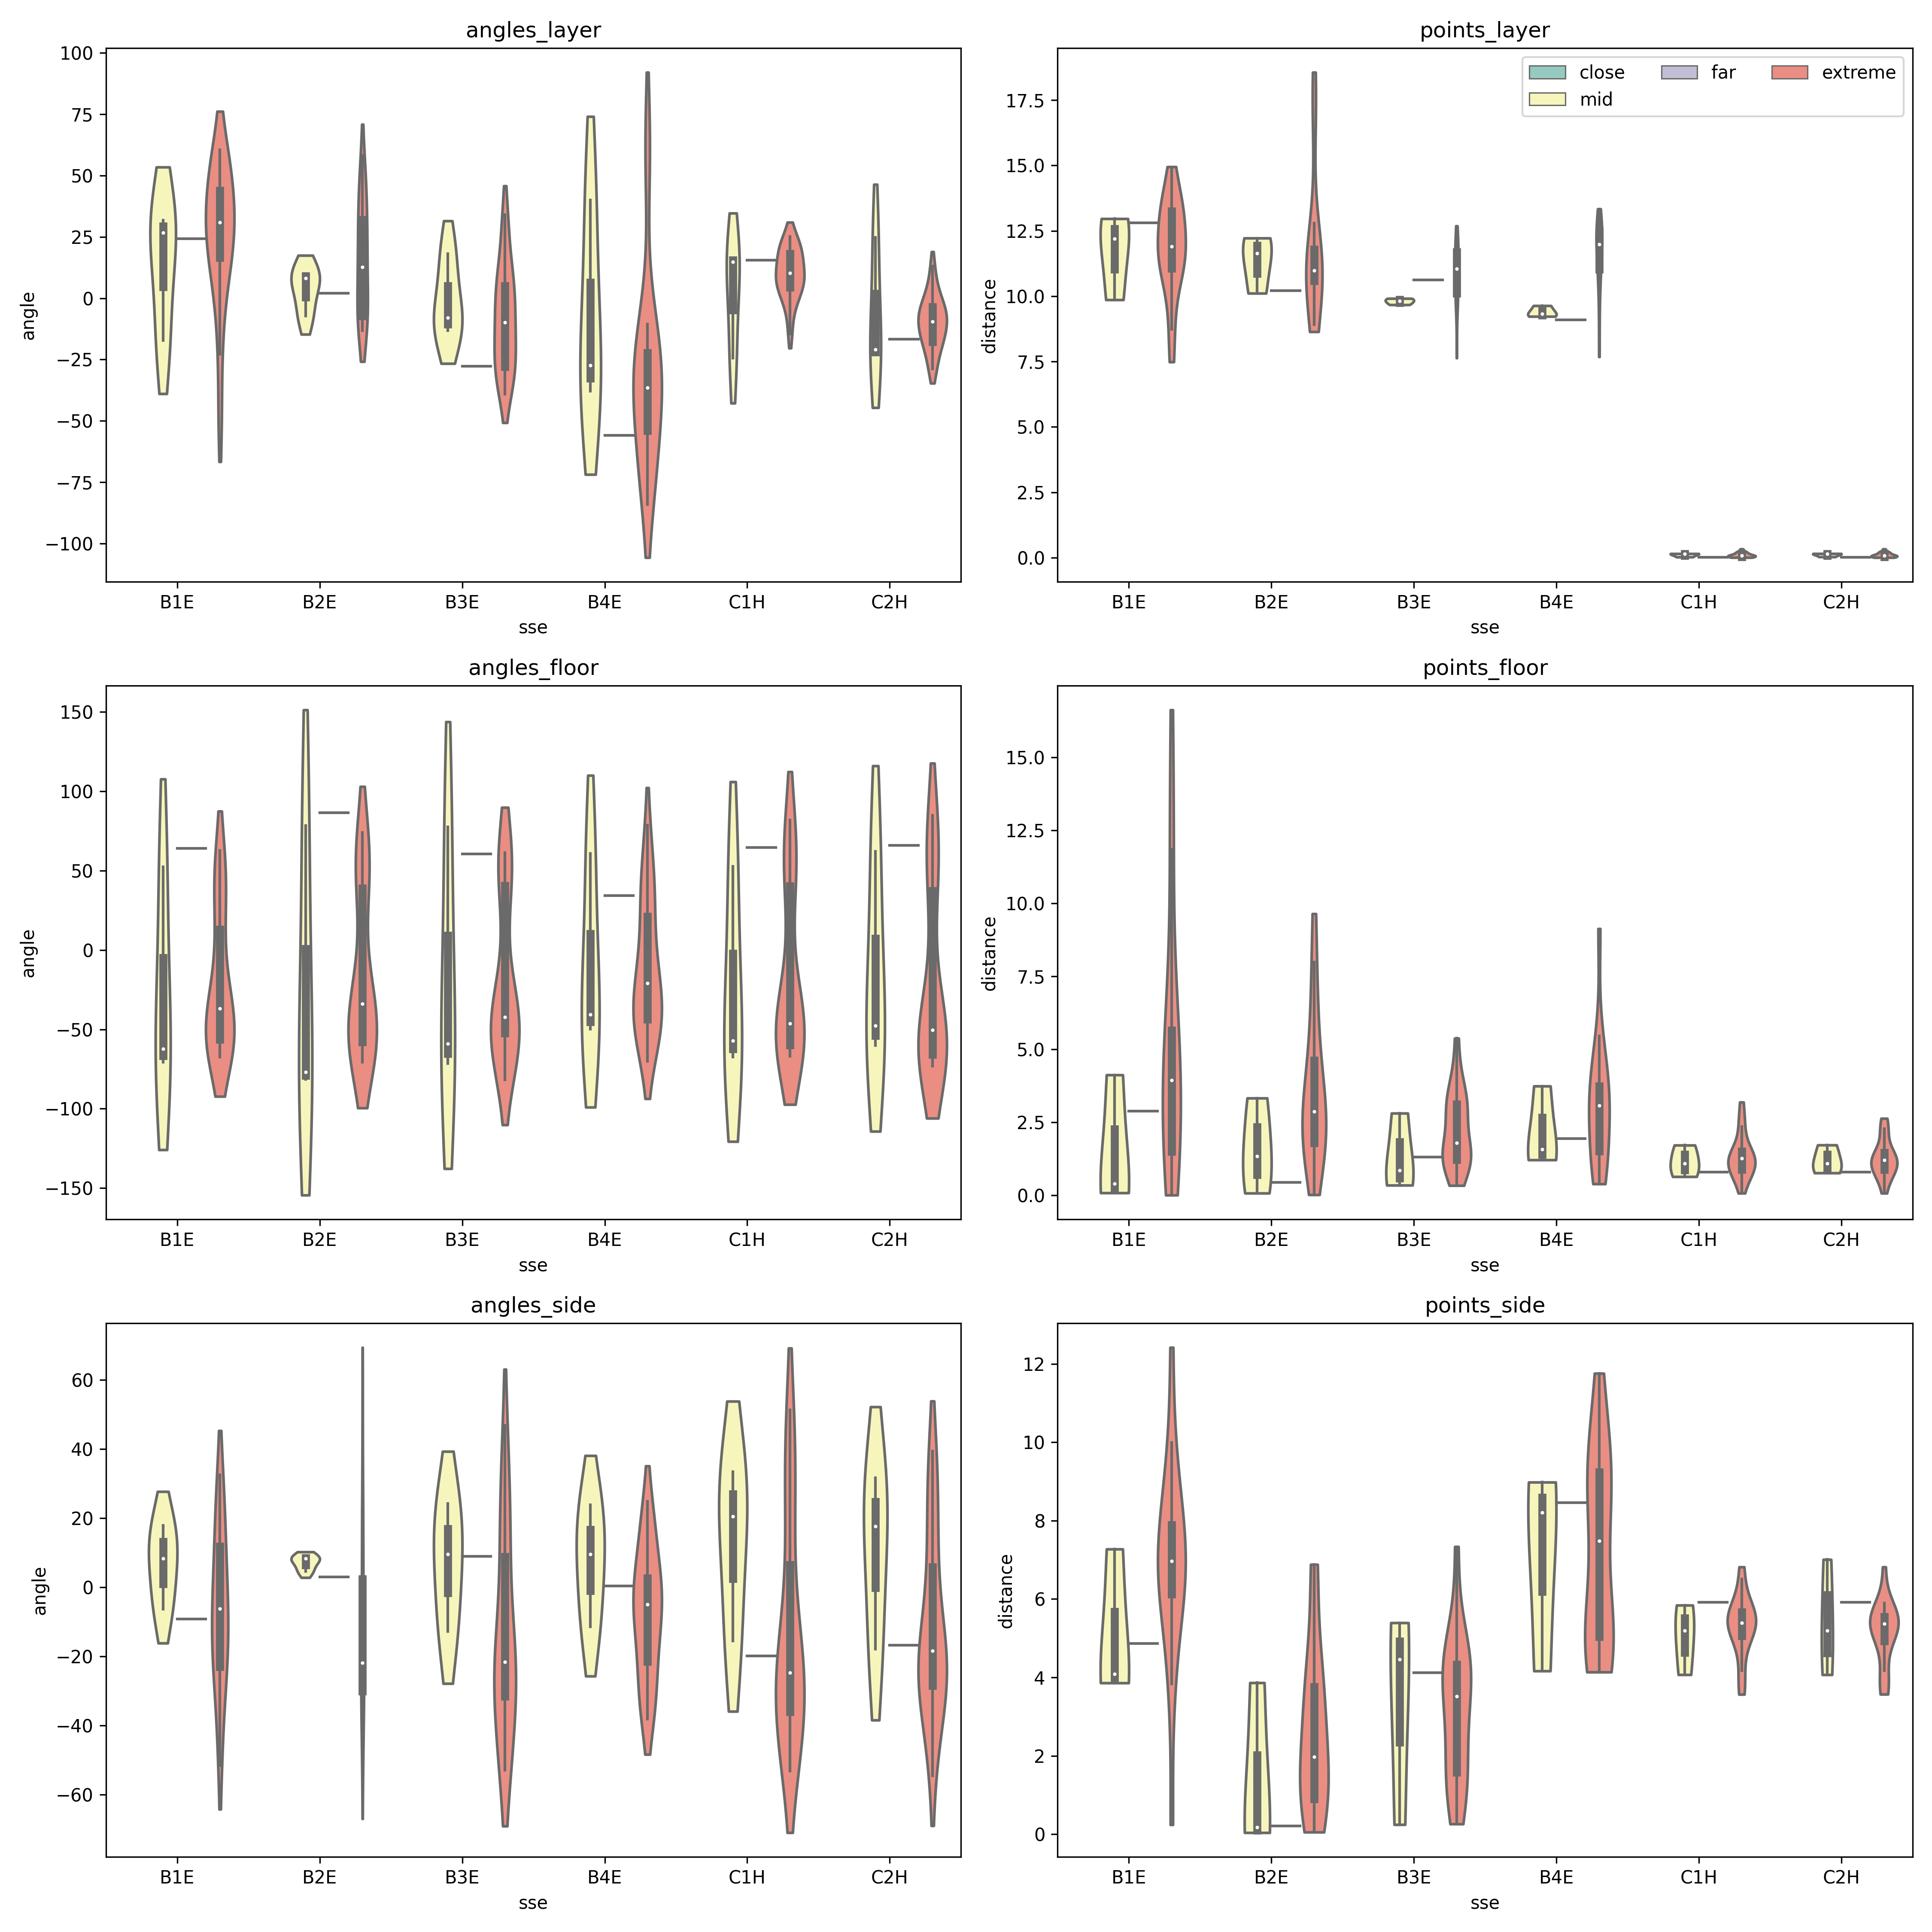 angles_layer
100
75
50
25
0
−25
−50
−75
−100
angle
B1E B2E B3E B4E C1H C2H
sse
points_layer
close far extreme
mid
17.5
15.0
12.5
10.0
7.5
5.0
2.5
0.0
distance
B1E B2E B3E B4E C1H C2H
sse
angles_floor
150
100
50
0
−50
−100
−150
angle
B1E B2E B3E B4E C1H C2H
sse
points_floor
15.0
12.5
10.0
7.5
5.0
2.5
0.0
distance
B1E B2E B3E B4E C1H C2H
sse
angles_side
60
40
20
0
−20
−40
−60
angle
B1E B2E B3E B4E C1H C2H
sse
points_side
12
10
8
6
4
2
0
distance
B1E B2E B3E B4E C1H C2H
sse